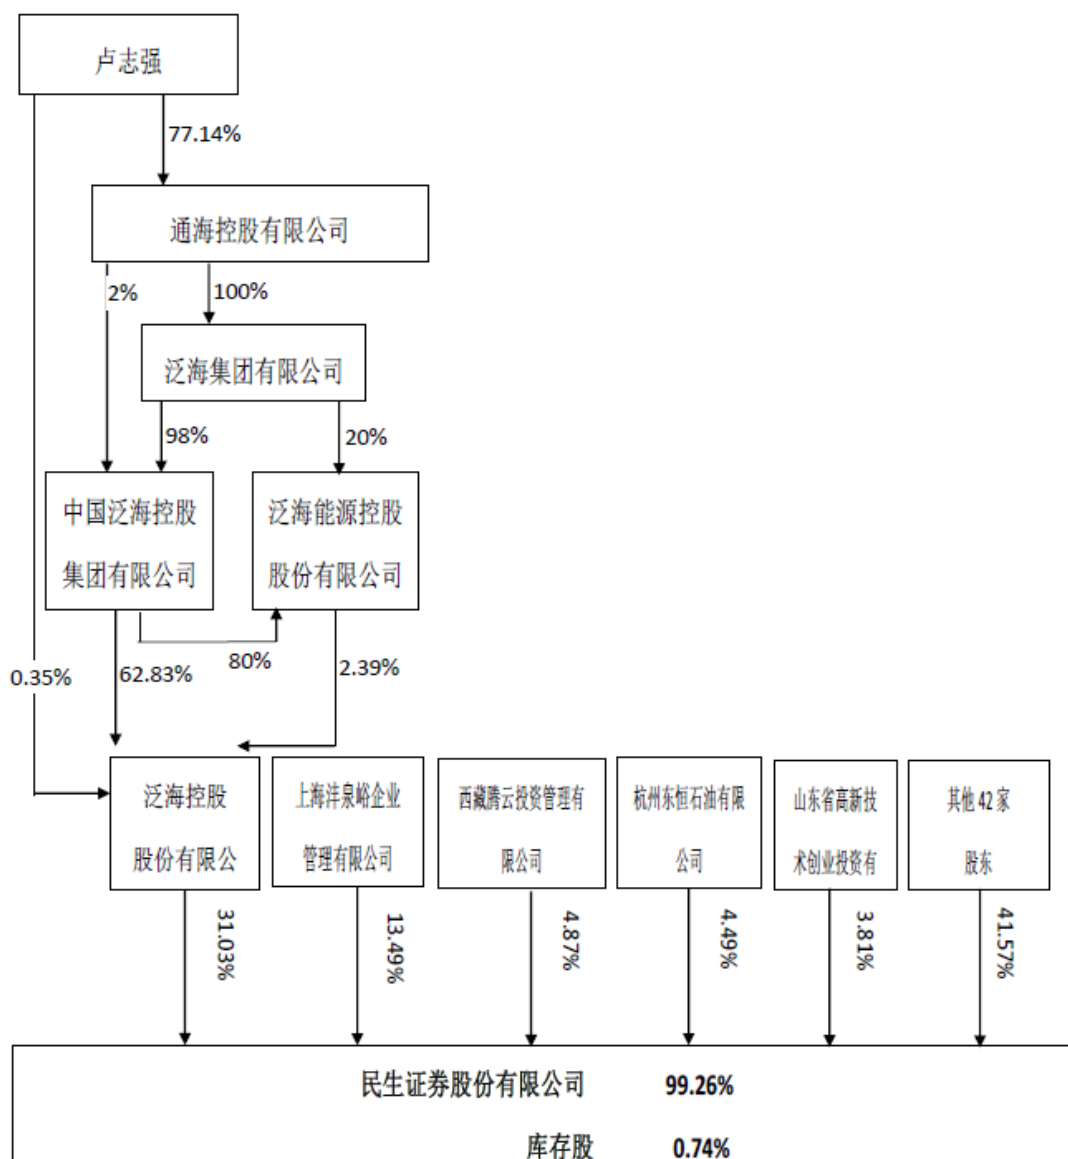 卢志强
77.14%
通海控股有限公司
2%
100%
泛海集团有限公司
98%
20%
中国泛海控股
集团有限公司
泛海能源控股
股份有限公司
0.35%
62.83%
80%
2.39%
泛海控股
股份有限公
上海沣泉峪企业
管理有限公司
西藏腾云投资管理有
限公司
杭州东恒石油有限
公司
山东省高新技
术创业投资有
其他 42 家
股东
31.03%
13.49%
4.87%
4.49%
3.81%
41.57%
民生证券股份有限公司 99.26%
库存股 0.74%